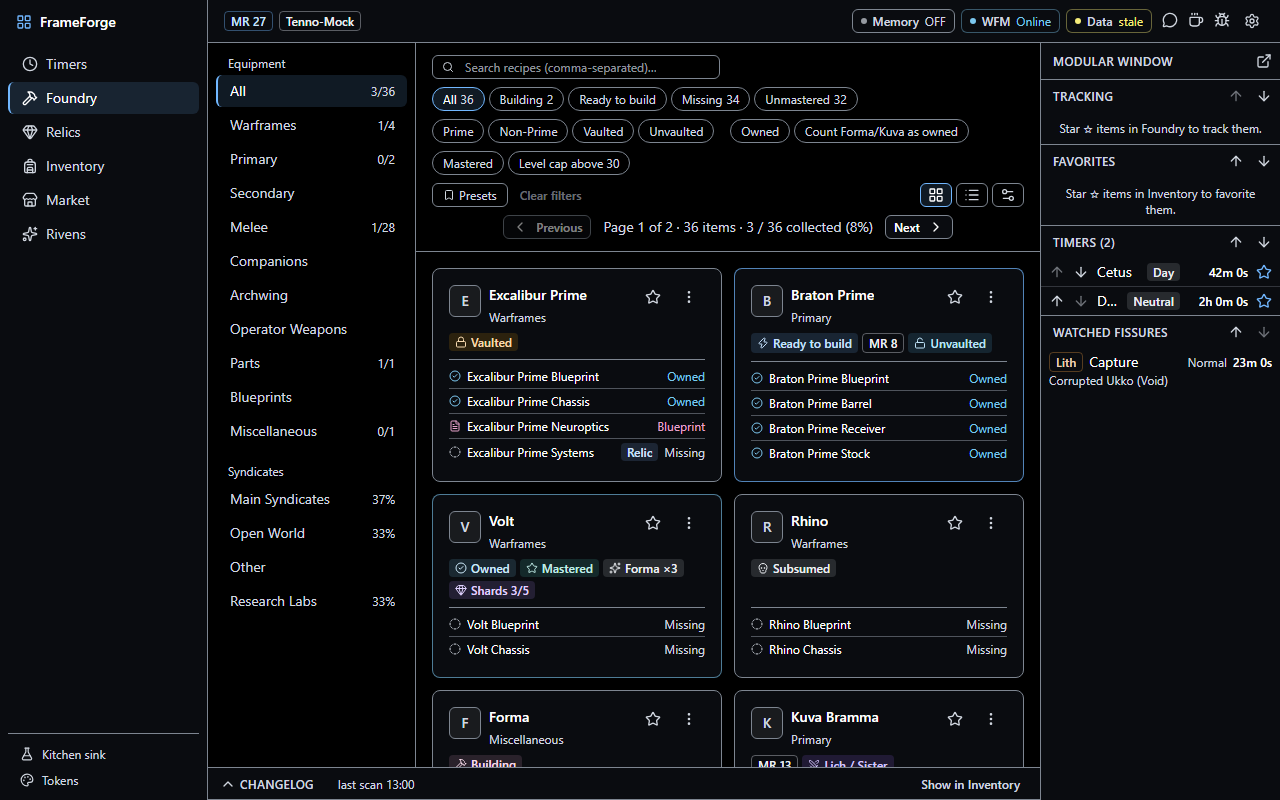 FrameForge
MR 27
Tenno-Mock
Memory OFF
WFM Online
Data stale
Timers
Foundry
Relics
Inventory
Market
Rivens
Kitchen sink
Tokens
Equipment
All 3/36
Warframes 1/4
Primary 0/2
Secondary
Melee 1/28
Companions
Archwing
Operator Weapons
Parts 1/1
Blueprints
Miscellaneous 0/1
Syndicates
Main Syndicates 37%
Open World 33%
Other
Research Labs 33%
Search recipes (comma-separated)...
All 36 Building 2 Ready to build Missing 34 Unmastered 32
Prime Non-Prime Vaulted Unvaulted Owned Count Forma/Kuva as owned
Mastered Level cap above 30
Presets Clear filters
Previous Page 1 of 2 · 36 items · 3 / 36 collected (8%) Next
E Excalibur Prime
Warframes
Vaulted
Excalibur Prime Blueprint Owned
Excalibur Prime Chassis Owned
Excalibur Prime Neuroptics Blueprint
Excalibur Prime Systems Relic Missing
B Braton Prime
Primary
Ready to build MR 8 Unvaulted
Braton Prime Blueprint Owned
Braton Prime Barrel Owned
Braton Prime Receiver Owned
Braton Prime Stock Owned
V Volt
Warframes
Owned Mastered Forma ×3
Shards 3/5
Volt Blueprint Missing
Volt Chassis Missing
R Rhino
Warframes
Subsumed
Rhino Blueprint Missing
Rhino Chassis Missing
F Forma
Miscellaneous
Building
K Kuva Bramma
Primary
MR 13 Lich / Sister
CHANGELOG last scan 13:00 Show in Inventory
MODULAR WINDOW
TRACKING
Star ☆ items in Foundry to track them.
FAVORITES
Star ☆ items in Inventory to favorite
them.
TIMERS (2)
Cetus Day 42m 0s
D... Neutral 2h 0m 0s
WATCHED FISSURES
Lith Capture Normal 23m 0s
Corrupted Ukko (Void)